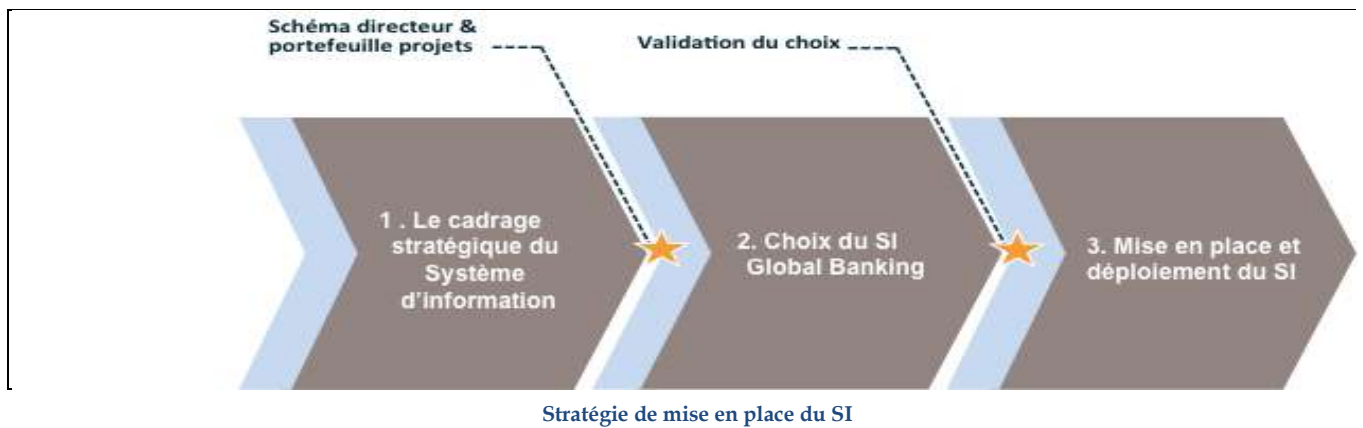 Schéma directeur &
portefeuille projets
Validation du choix
1 . Le cadrage
stratégique du
Système
d'information
2. Choix du SI
Global Banking
3. Mise en place et
déploiement du SI
Stratégie de mise en place du SI